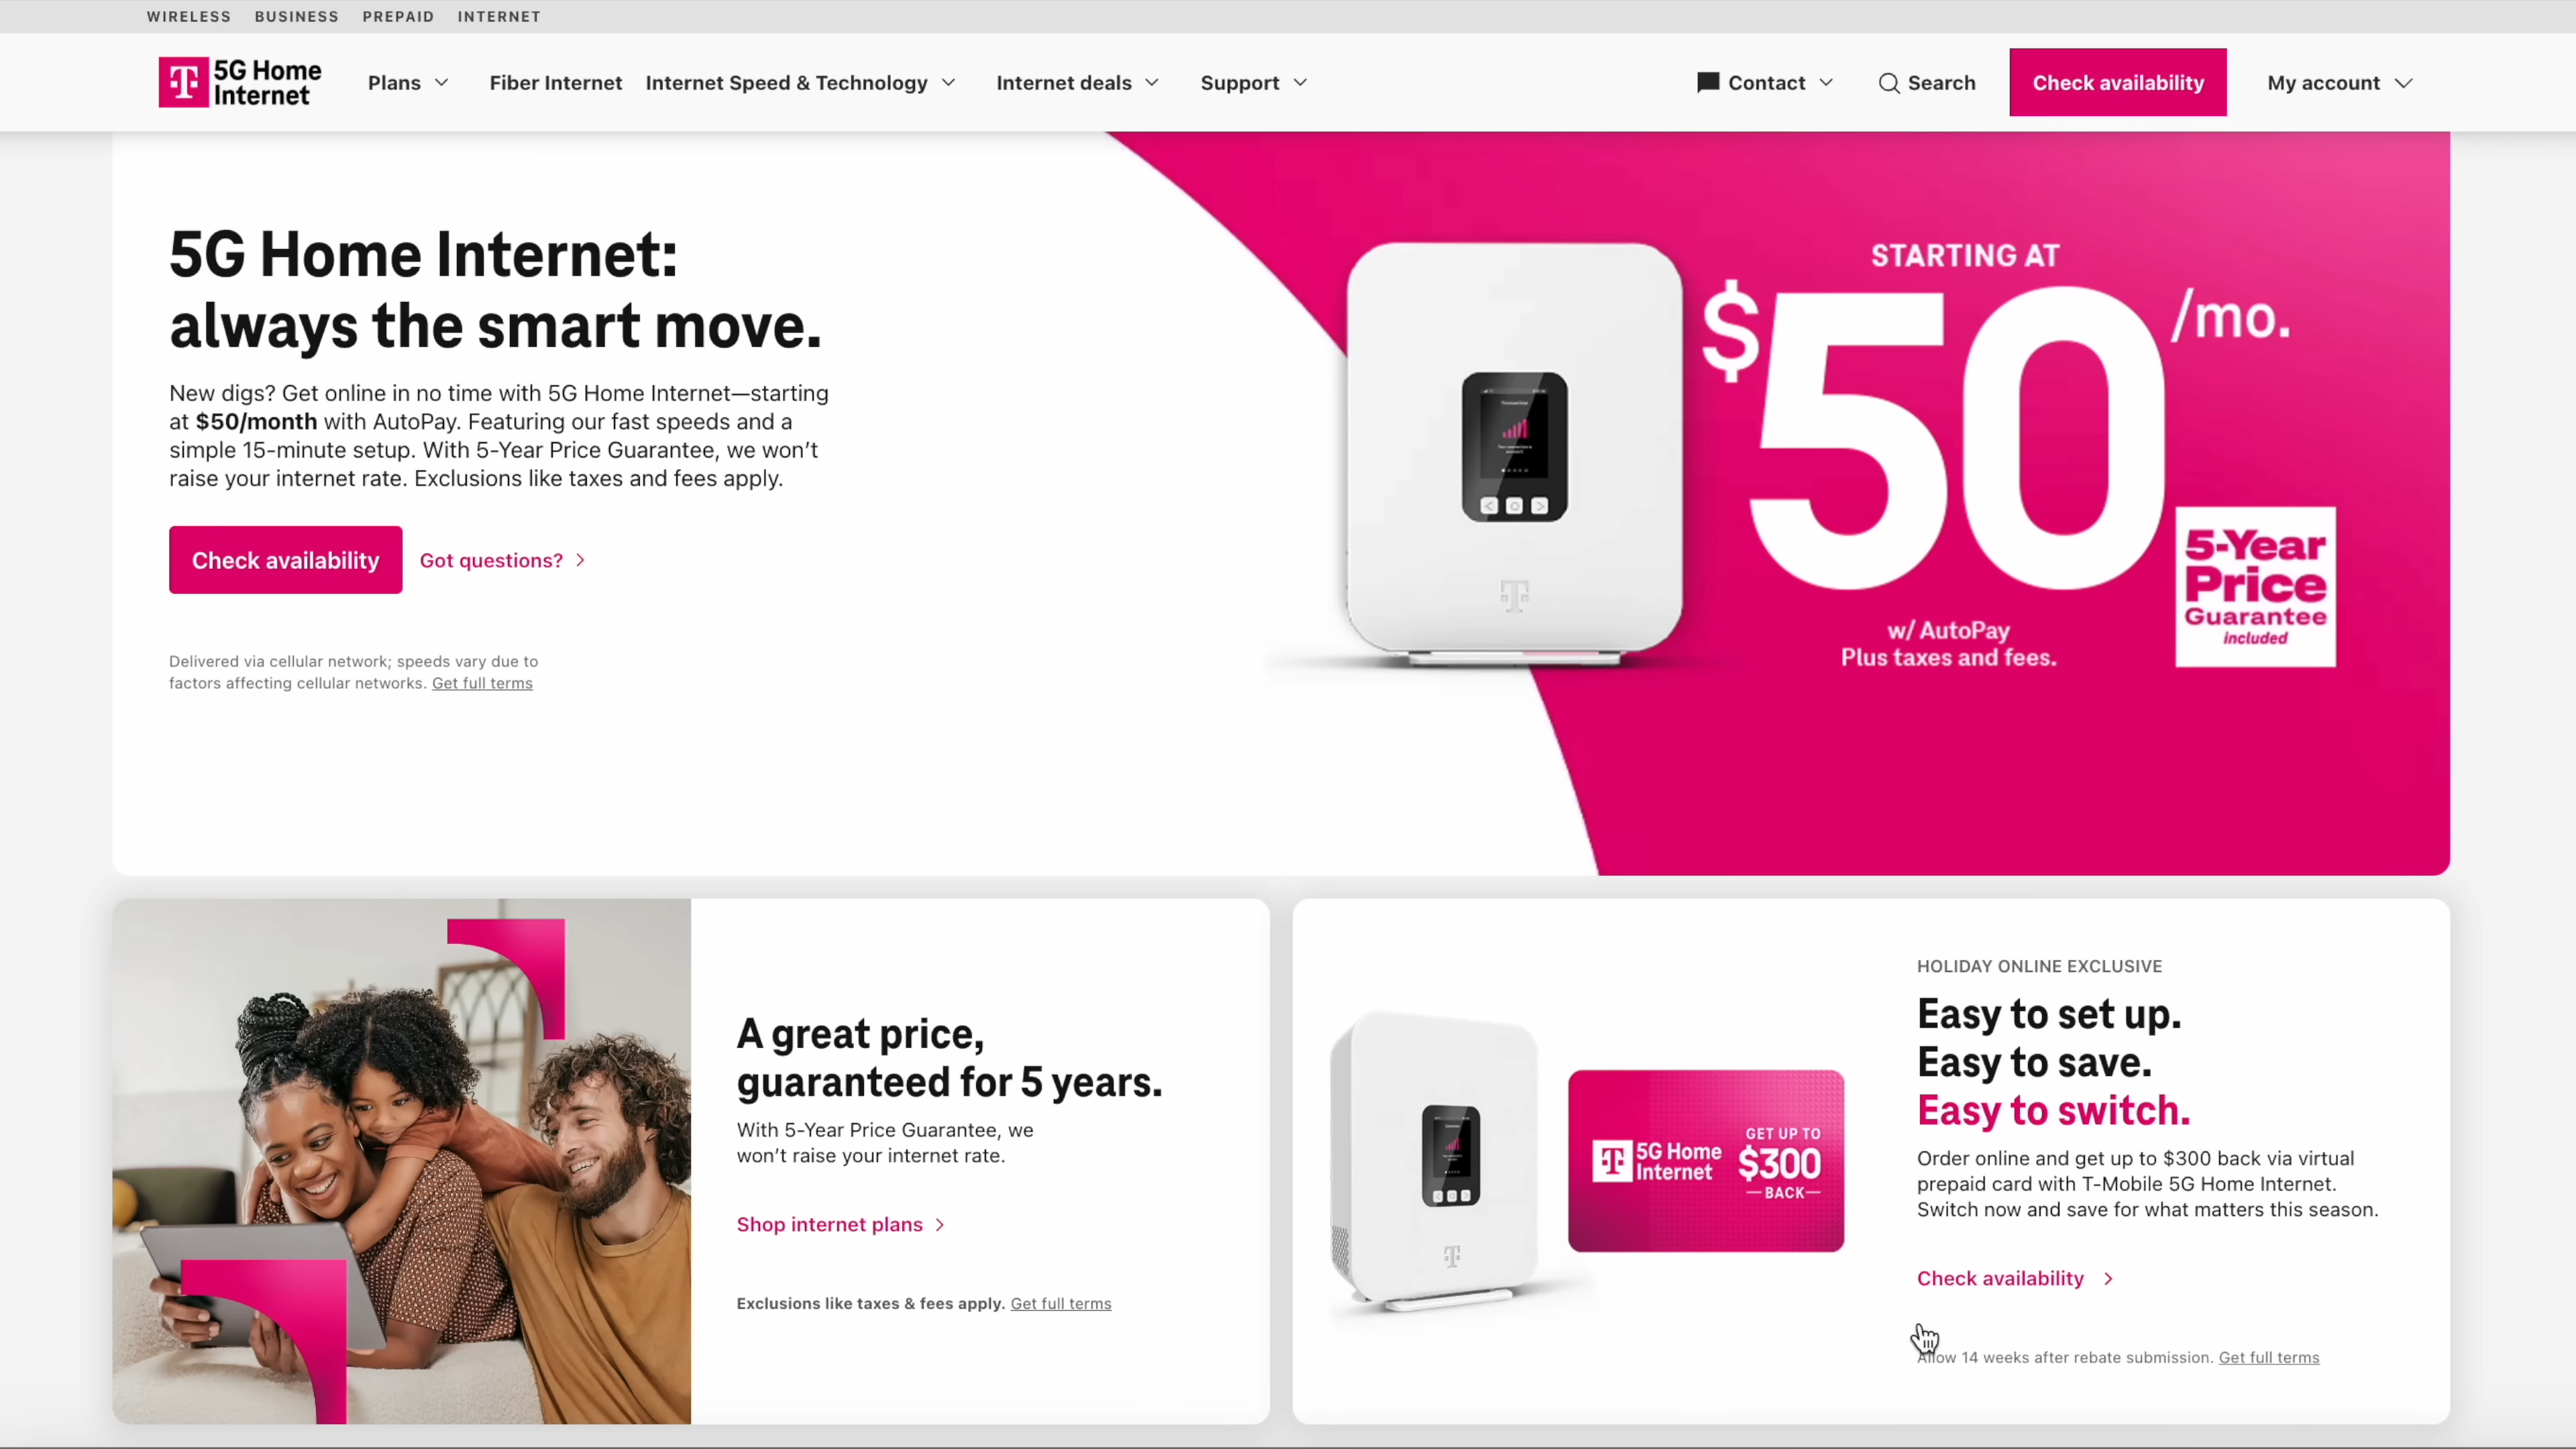 WIRELESS BUSINESS PREPAID INTERNET
5G Home
Internet
Plans
Fiber Internet
Internet Speed & Technology
Internet deals
Support
Contact
Search
Check availability
My account
5G Home Internet:
always the smart move.
New digs? Get online in no time with 5G Home Internet—starting
at $50/month with AutoPay. Featuring our fast speeds and a
simple 15-minute setup. With 5-Year Price Guarantee, we won’t
raise your internet rate. Exclusions like taxes and fees apply.
Check availability
Got questions?
Delivered via cellular network; speeds vary due to
factors affecting cellular networks. Get full terms
STARTING AT
$50/mo.
w/ AutoPay
Plus taxes and fees.
5-Year
Price
Guarantee
included
A great price,
guaranteed for 5 years.
With 5-Year Price Guarantee, we
won’t raise your internet rate.
Shop internet plans
Exclusions like taxes & fees apply. Get full terms
5G Home
Internet
GET UP TO
$300
BACK
HOLIDAY ONLINE EXCLUSIVE
Easy to set up.
Easy to save.
Easy to switch.
Order online and get up to $300 back via virtual
prepaid card with T-Mobile 5G Home Internet.
Switch now and save for what matters this season.
Check availability
Allow 14 weeks after rebate submission. Get full terms